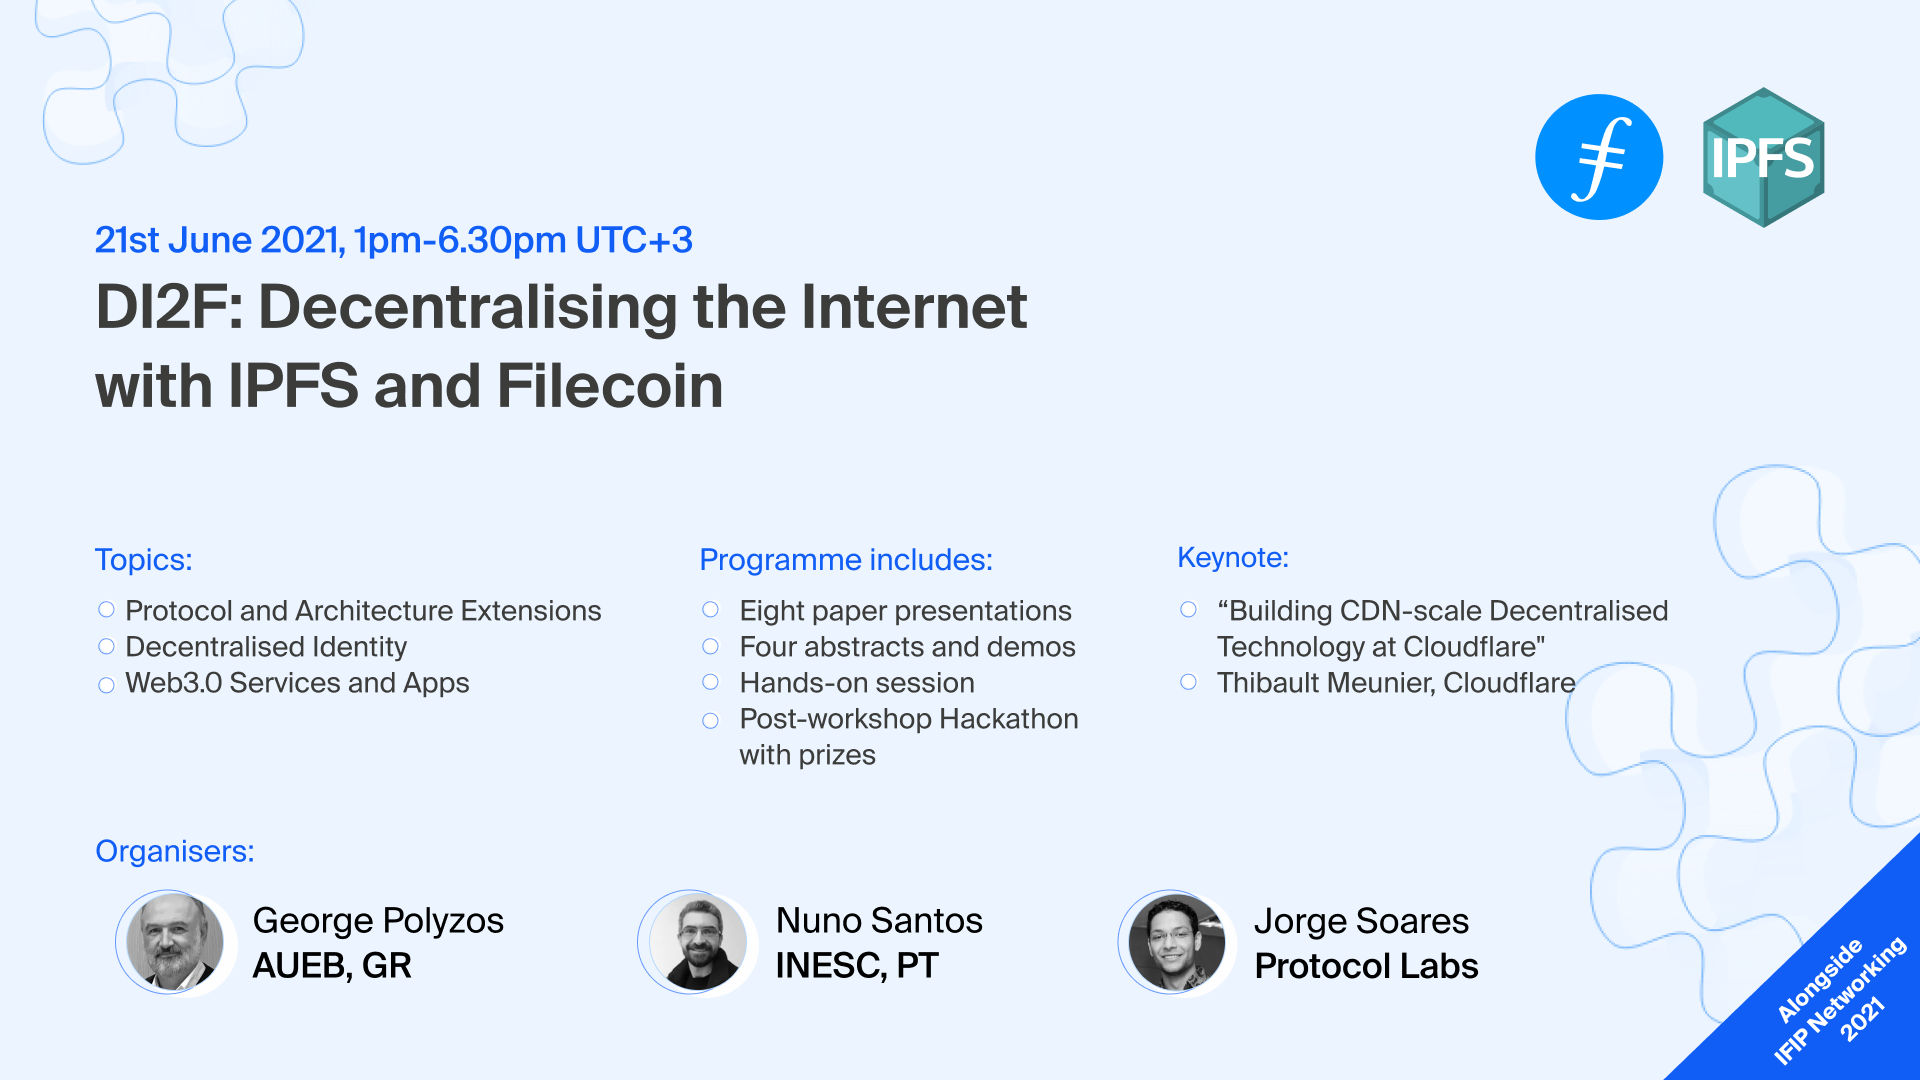 IPFS
21st June 2021, 1pm-6.30pm UTC+3
DI2F: Decentralising the Internet
with IPFS and Filecoin
Topics:
Protocol and Architecture Extensions
Decentralised Identity
Web3.0 Services and Apps
Programme includes:
Eight paper presentations
Four abstracts and demos
Hands-on session
Post-workshop Hackathon
with prizes
Keynote:
“Building CDN-scale Decentralised
Technology at Cloudflare"
Thibault Meunier, Cloudflare
Organisers:
George Polyzos
AUEB, GR
Nuno Santos
INESC, PT
Jorge Soares
Protocol Labs
Alongside
IFIP Networking
2021